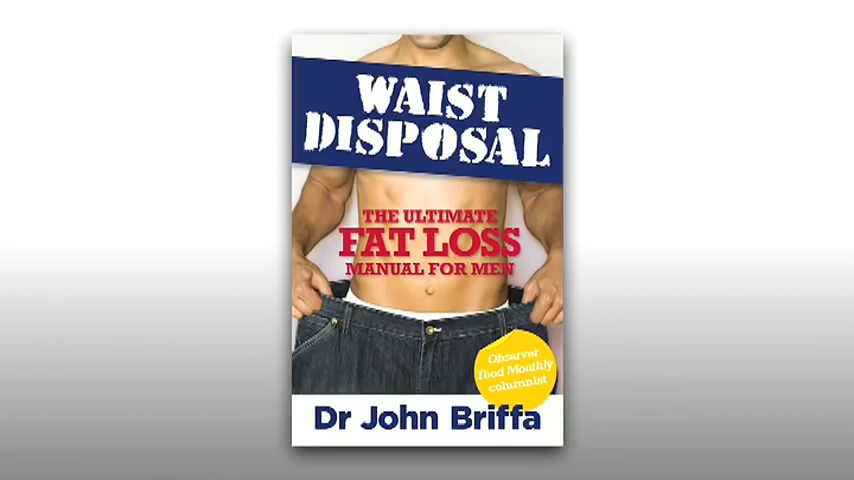 WAIST
DISPOSAL
THE ULTIMATE
FAT LOSS
MANUAL FOR MEN
Observer
Food Monthly
columnist
Dr John Briffa